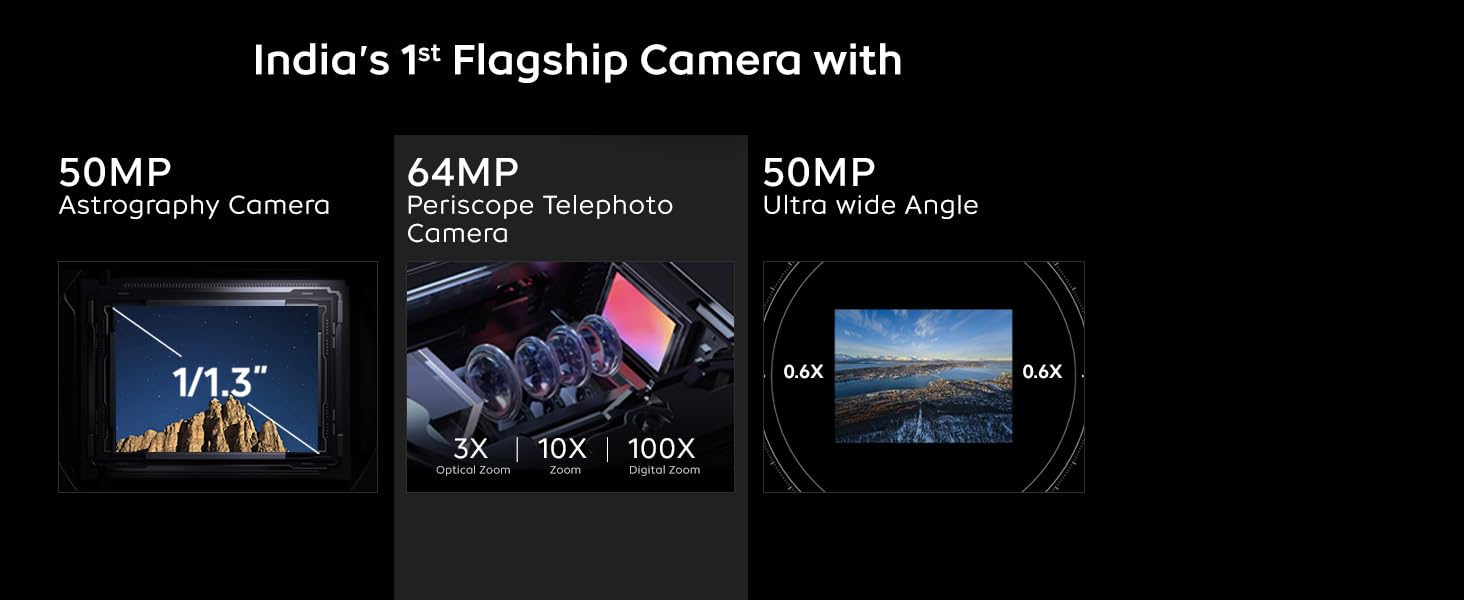 India's 1st Flagship Camera with
50MP
Astrography Camera
1/1.3"
64MP
Periscope Telephoto
Camera
3X | 10X | 100X
Optical Zoom Zoom Digital Zoom
50MP
Ultra wide Angle
0.6X 0.6X